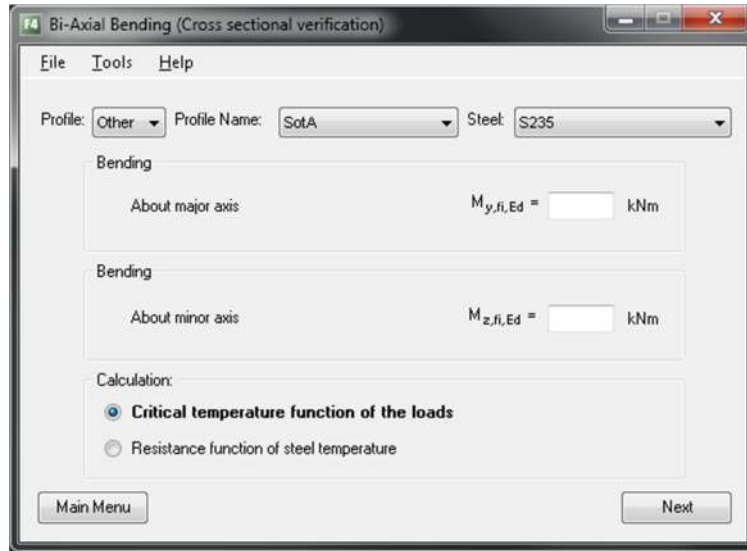 F4 Bi-Axial Bending (Cross sectional verification)
File Tools Help
Profile: Other Profile Name: SotA Steel: S235
Bending
About major axis My,fi,Ed = kNm
Bending
About minor axis Mz,fi,Ed = kNm
Calculation:
Critical temperature function of the loads
Resistance function of steel temperature
Main Menu Next